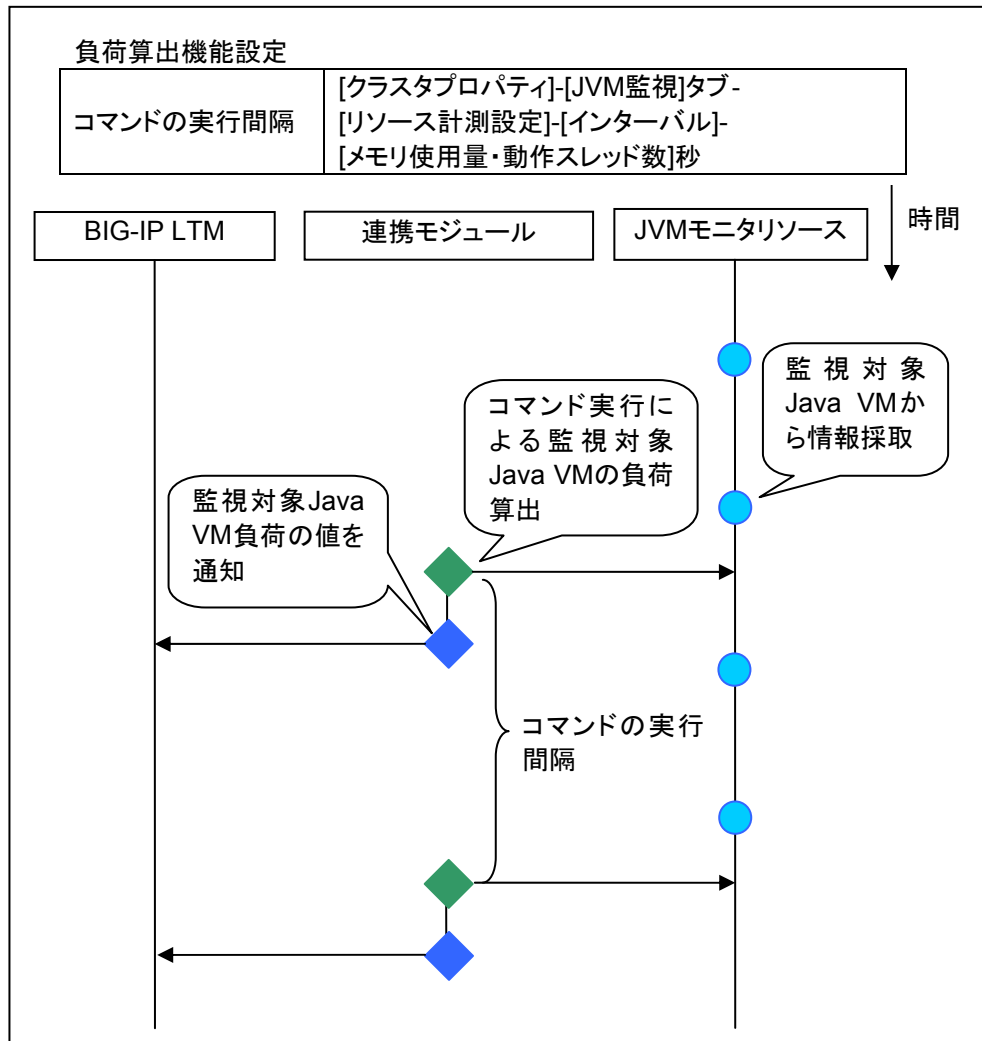 負荷算出機能設定
コマンドの実行間隔
[クラスタプロパティ]-[JVM監視]タブ-
[リソース計測設定]-[インターバル]-
[メモリ使用量・動作スレッド数]秒
BIG-IP LTM
連携モジュール
JVMモニタリソース
時間
監視対象
Java VMか
ら情報採取
コマンド実行に
よる監視対象
Java VMの負荷
算出
監視対象Java
VM負荷の値を
通知
コマンドの実行
間隔